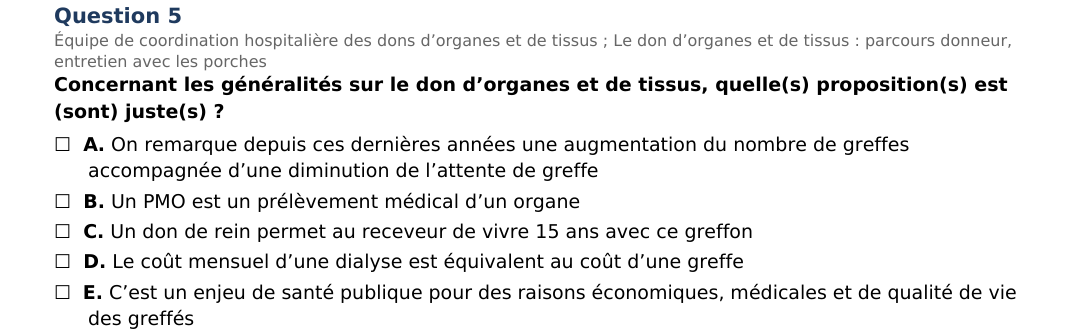 Question 5
Équipe de coordination hospitalière des dons d’organes et de tissus ; Le don d’organes et de tissus : parcours donneur,
entretien avec les porches
Concernant les généralités sur le don d’organes et de tissus, quelle(s) proposition(s) est
(sont) juste(s) ?
☐ A. On remarque depuis ces dernières années une augmentation du nombre de greffes
accompagnée d’une diminution de l’attente de greffe
☐ B. Un PMO est un prélèvement médical d’un organe
☐ C. Un don de rein permet au receveur de vivre 15 ans avec ce greffon
☐ D. Le coût mensuel d’une dialyse est équivalent au coût d’une greffe
☐ E. C’est un enjeu de santé publique pour des raisons économiques, médicales et de qualité de vie
des greffés